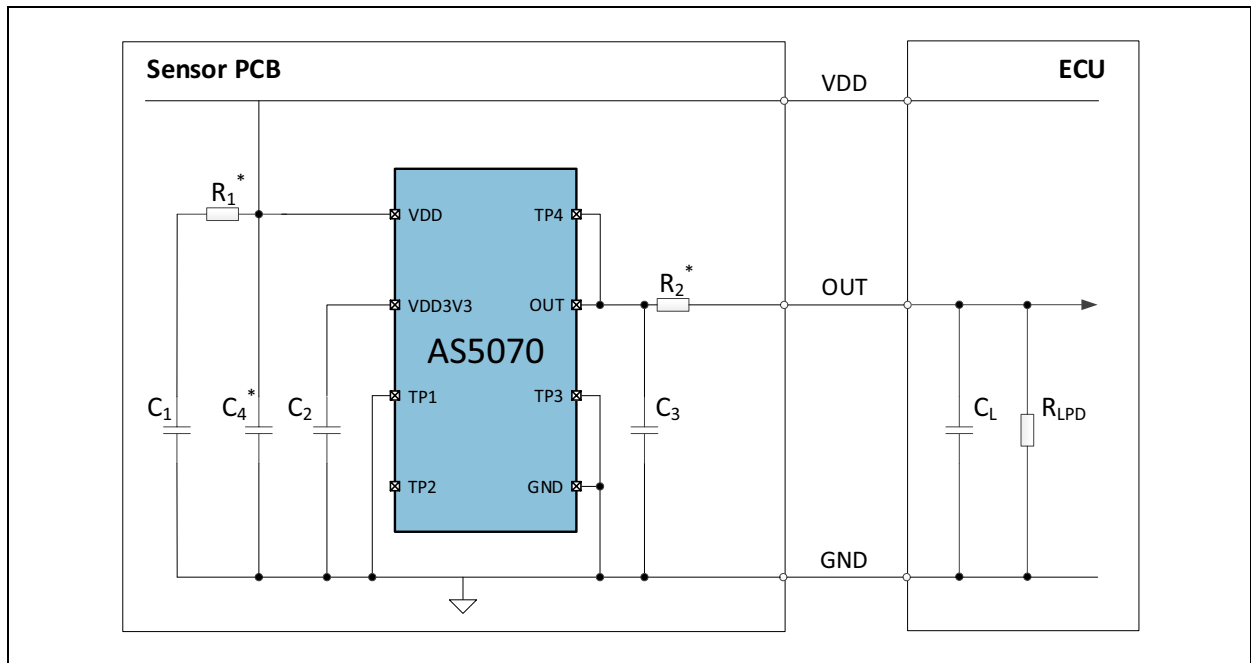 Sensor PCB
ECU
VDD
R1*
VDD
TP4
VDD3V3
OUT
R2*
OUT
AS5070
C1
C4*
C2
TP1
TP3
C3
CL
RLPD
TP2
GND
GND